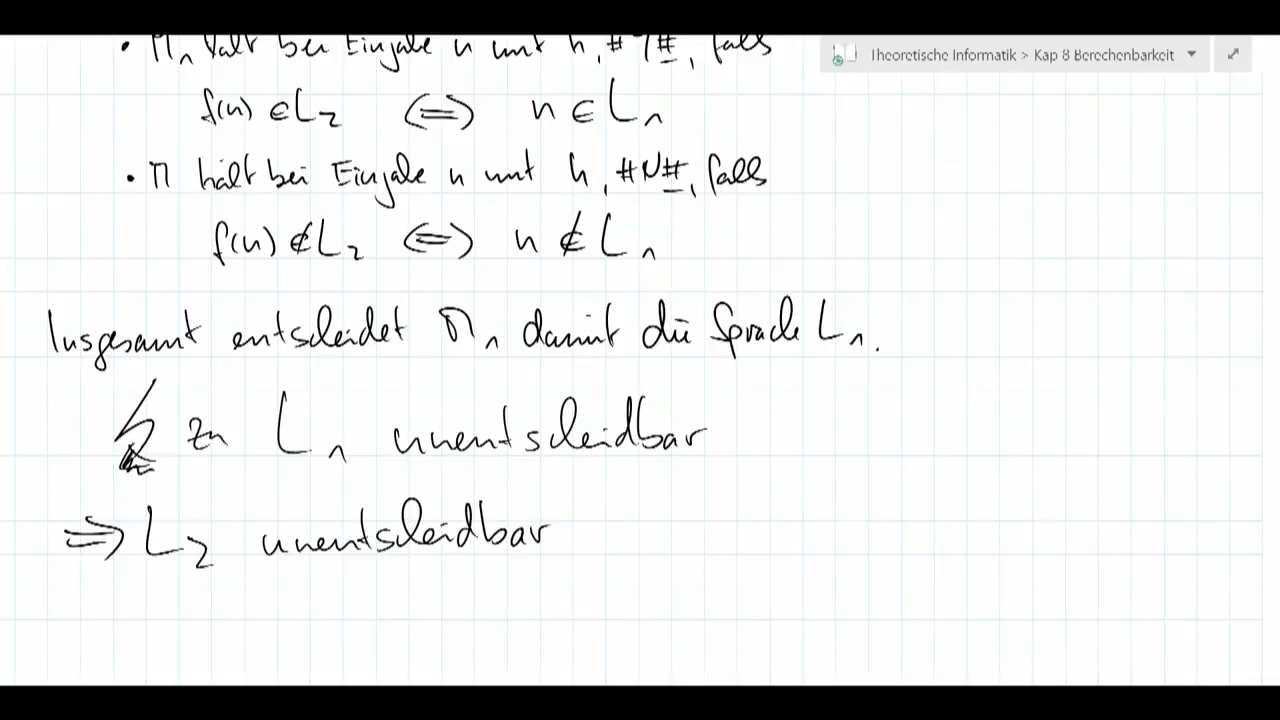 • M₁ hält bei Eingabe n mit h, #Y#, falls
Theoretische Informatik > Kap 8 Berechenbarkeit
f(n) ∈ L₂ ⇔ n ∈ L₁
• M hält bei Eingabe n mit h, #N#, falls
f(n) ∉ L₂ ⇔ n ∉ L₁
Insgesamt entscheidet M₁ damit die Sprache L₁.
↯ zu L₁ unentscheidbar
⇒ L₂ unentscheidbar